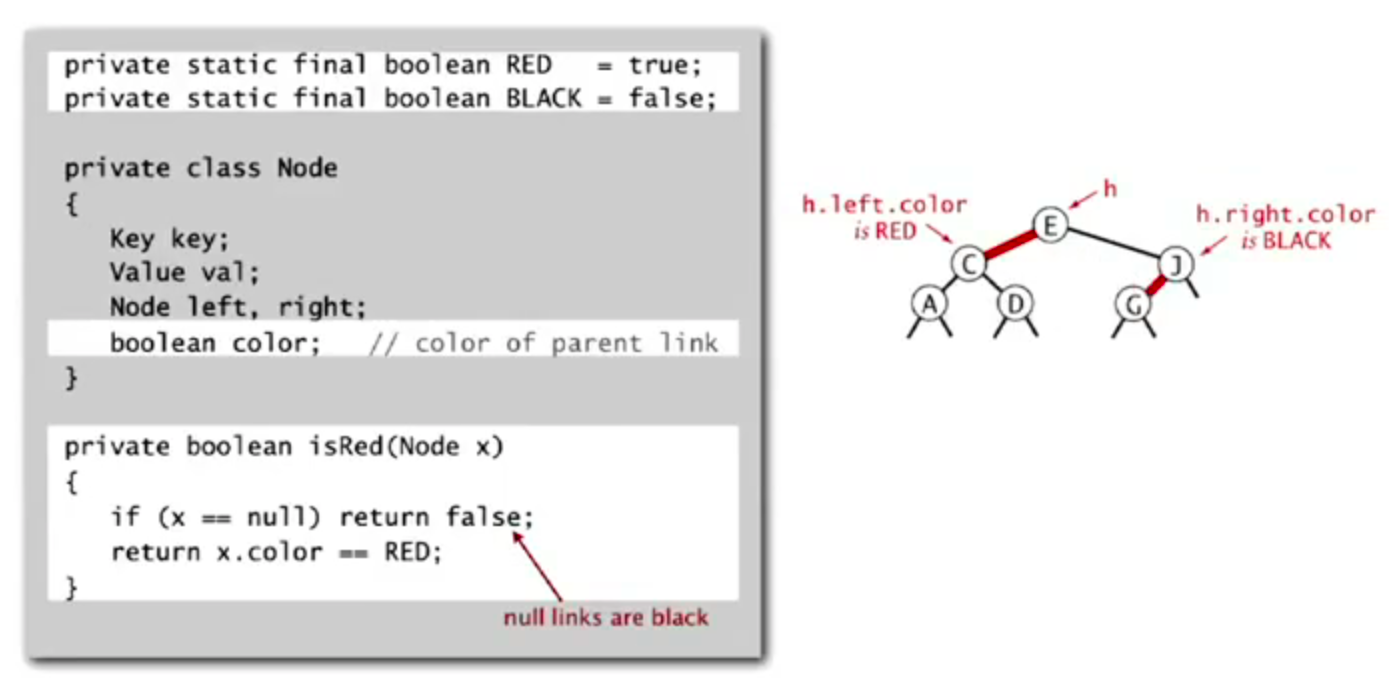 private static final boolean RED   = true;
private static final boolean BLACK = false;
private class Node
{
   Key key;
   Value val;
   Node left, right;
   boolean color;   // color of parent link
}
private boolean isRed(Node x)
{
   if (x == null) return false;
   return x.color == RED;
}
null links are black
h
h.left.color
is RED
h.right.color
is BLACK
E
C
J
A
D
G